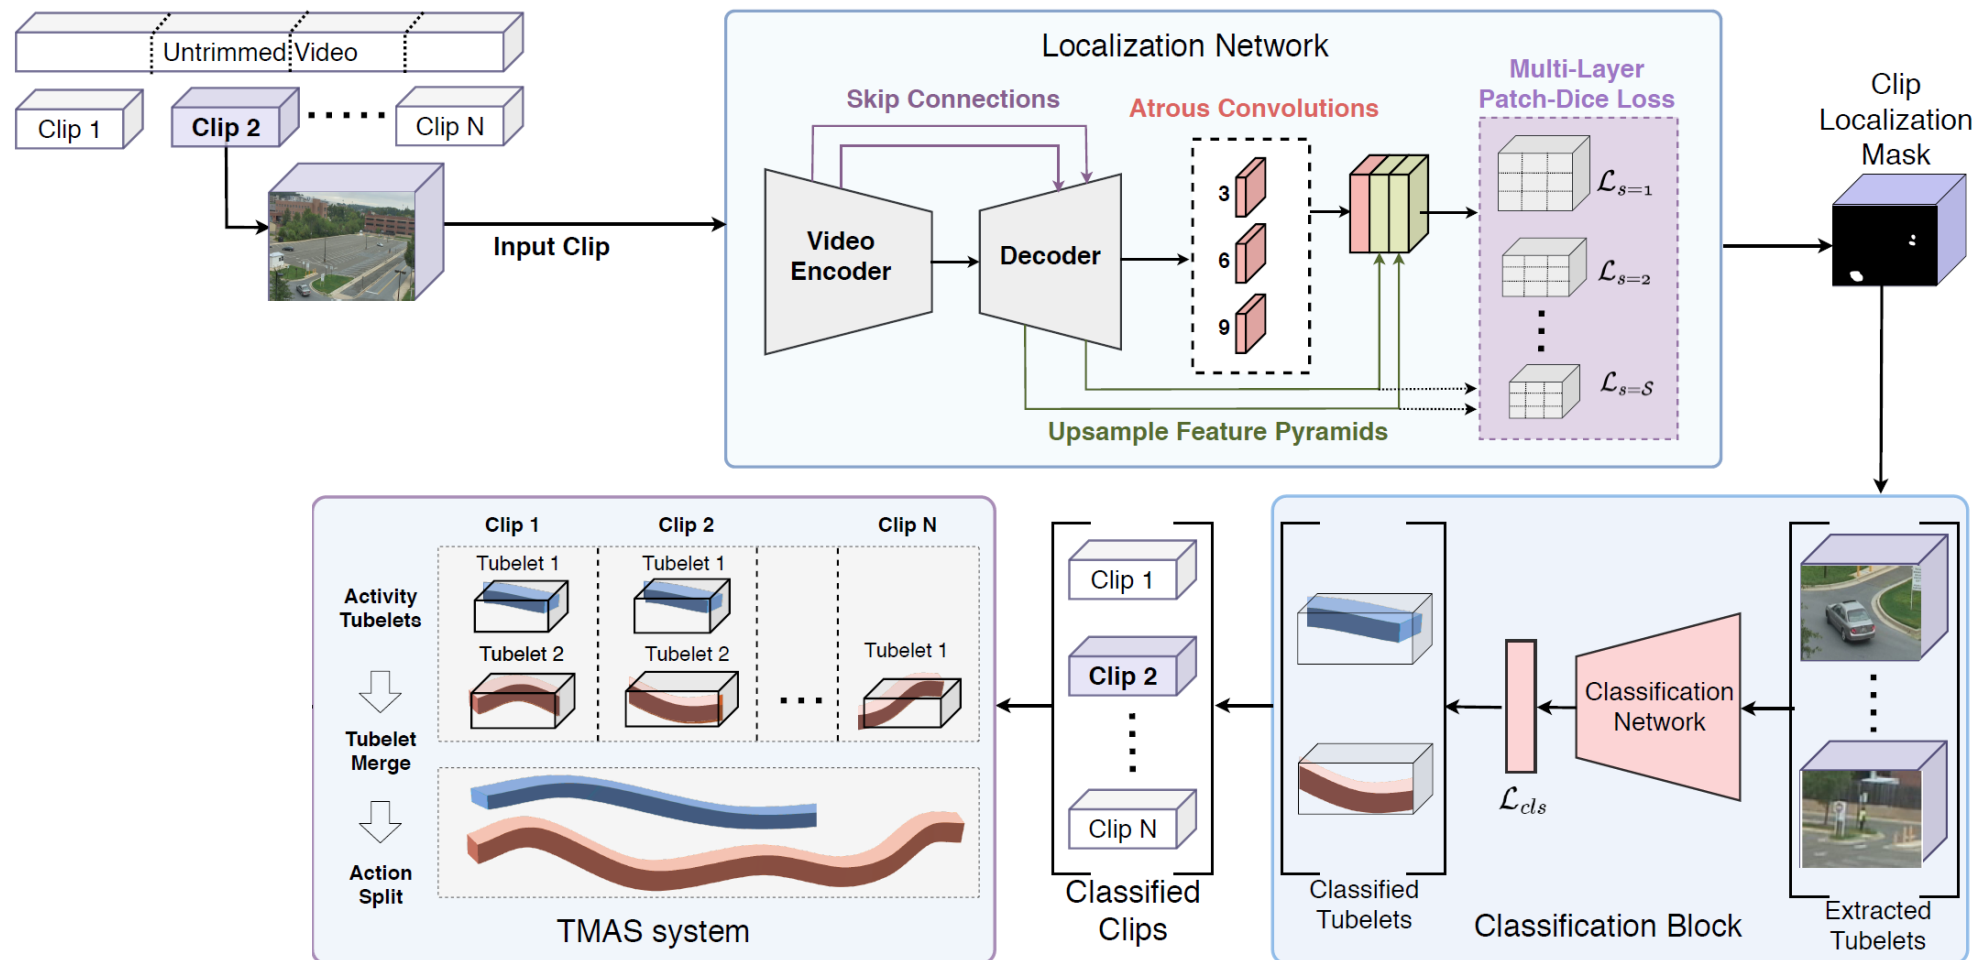 Untrimmed Video
Clip 1
Clip 2
Clip N
Input Clip
Localization Network
Skip Connections
Atrous Convolutions
Multi-Layer
Patch-Dice Loss
Video
Encoder
Decoder
3
6
9
ℒs=1
ℒs=2
ℒs=𝒮
Upsample Feature Pyramids
Clip
Localization
Mask
Clip 1
Clip 2
Clip N
Activity
Tubelets
Tubelet 1
Tubelet 1
Tubelet 2
Tubelet 2
Tubelet 1
Tubelet
Merge
Action
Split
TMAS system
Clip 1
Clip 2
Clip N
Classified
Clips
Classified
Tubelets
ℒcls
Classification
Network
Classification Block
Extracted
Tubelets